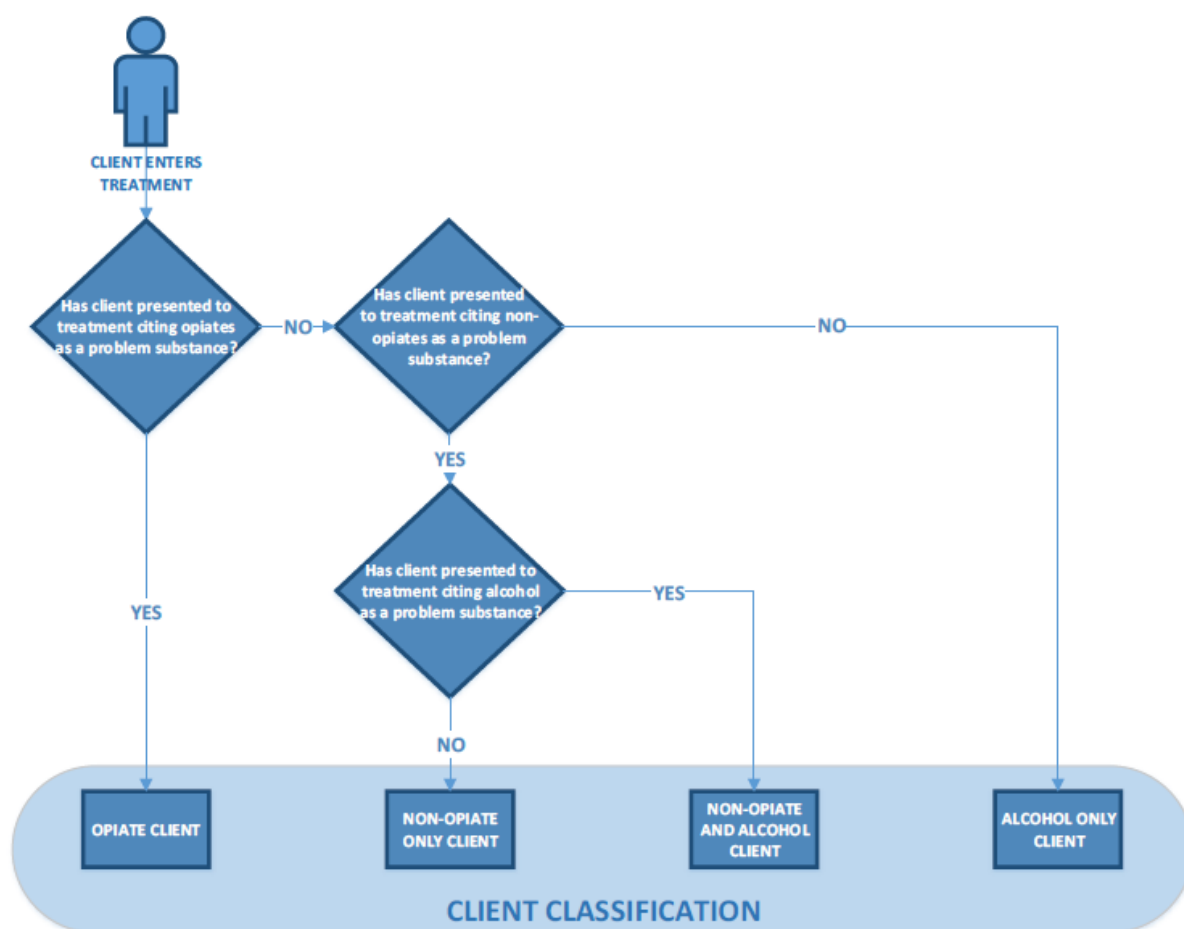 CLIENT ENTERS
TREATMENT
Has client presented to
treatment citing opiates
as a problem substance?
NO
Has client presented
to treatment citing non-
opiates as a problem
substance?
NO
YES
Has client presented to
treatment citing alcohol
as a problem substance?
YES
YES
NO
OPIATE CLIENT
NON-OPIATE
ONLY CLIENT
NON-OPIATE
AND ALCOHOL
CLIENT
ALCOHOL ONLY
CLIENT
CLIENT CLASSIFICATION